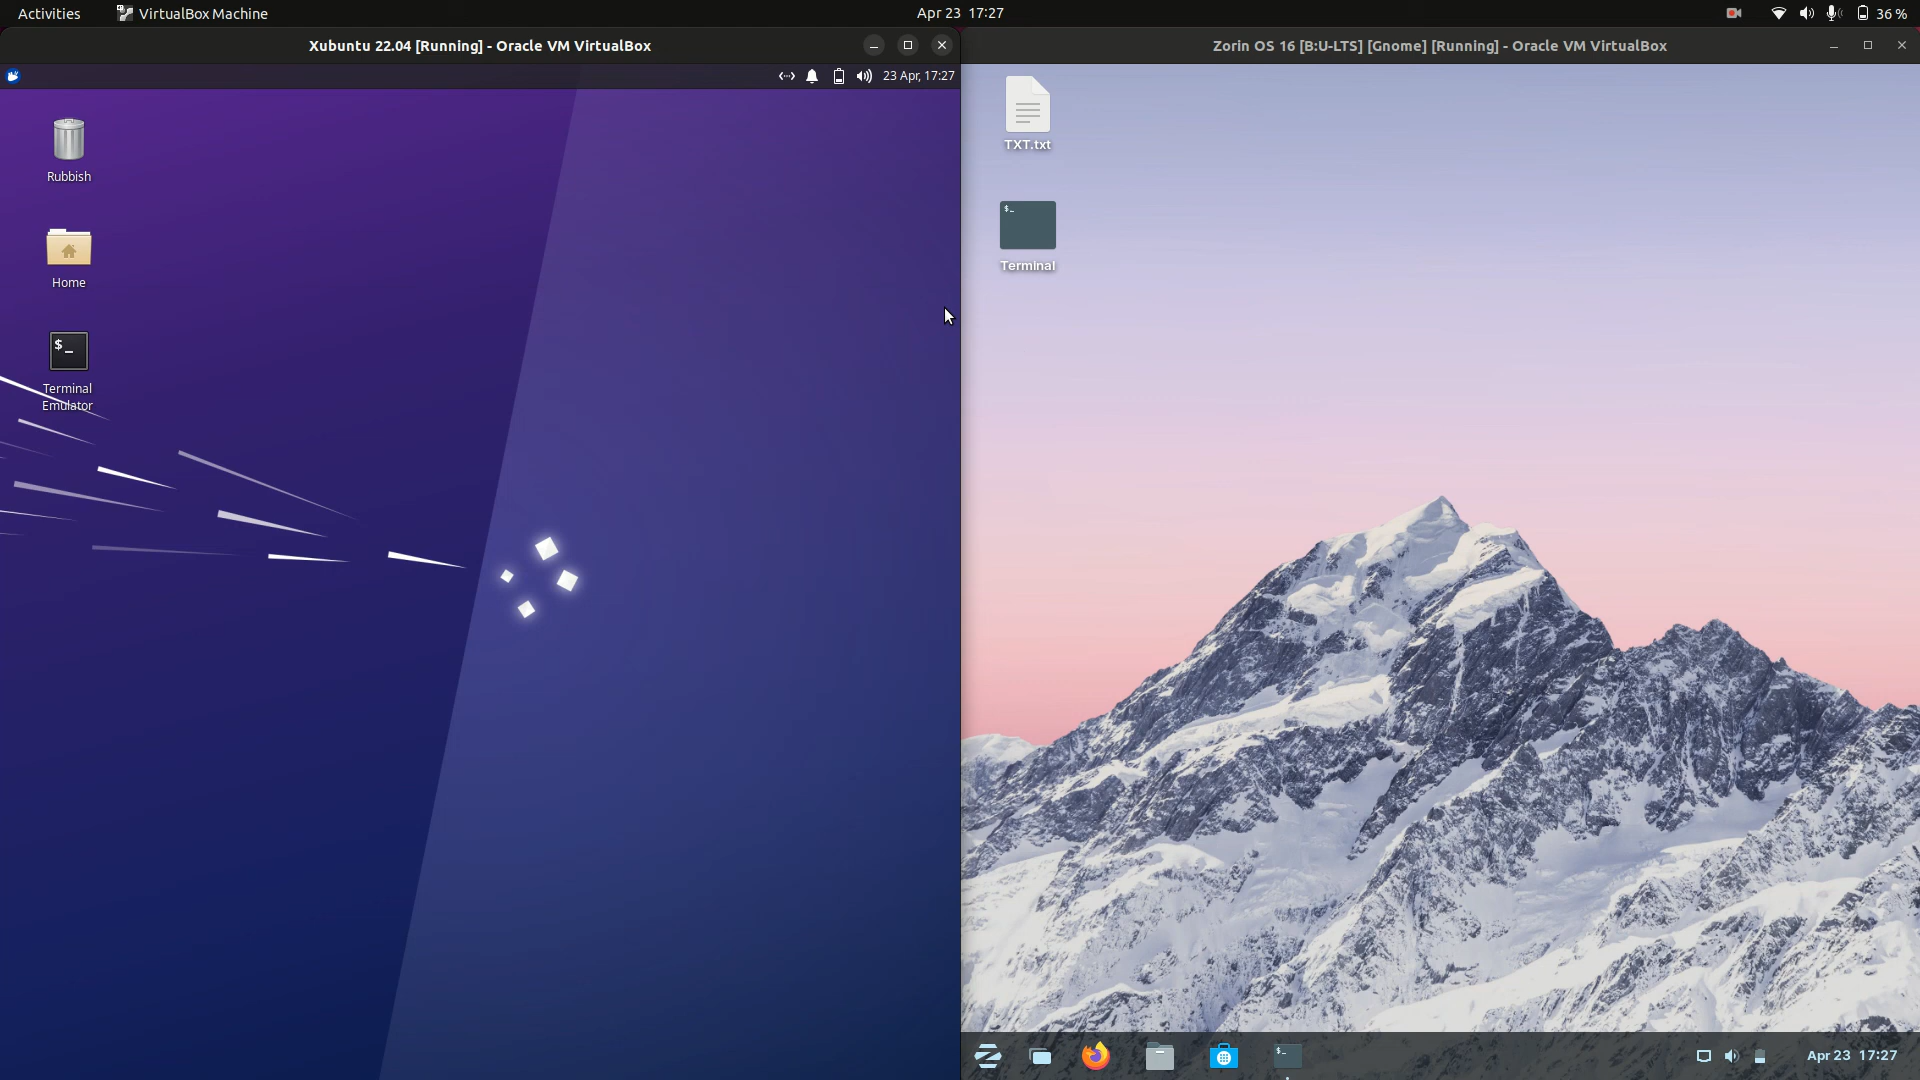 Activities
VirtualBox Machine
Apr 23 17:27
36 %
Xubuntu 22.04 [Running] - Oracle VM VirtualBox
23 Apr, 17:27
Rubbish
Home
$_
Terminal
Emulator
Zorin OS 16 [B:U-LTS] [Gnome] [Running] - Oracle VM VirtualBox
TXT.txt
$_
Terminal
$_
Apr 23 17:27